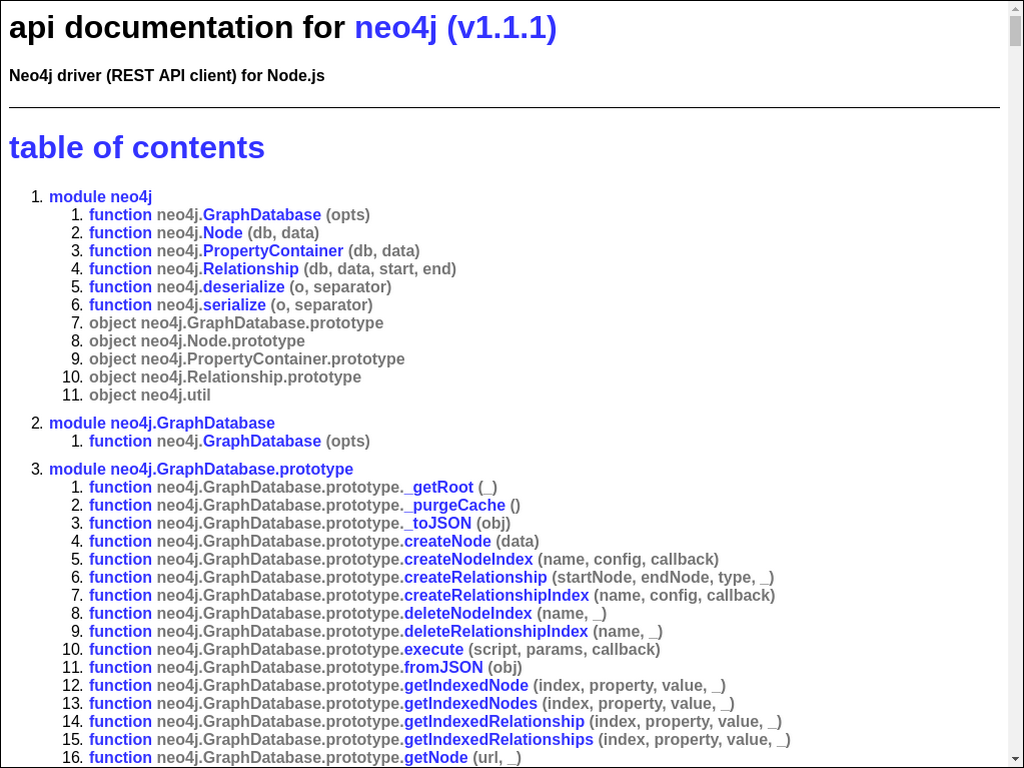 api documentation for neo4j (v1.1.1)
Neo4j driver (REST API client) for Node.js
table of contents
1. module neo4j
1. function neo4j.GraphDatabase (opts)
2. function neo4j.Node (db, data)
3. function neo4j.PropertyContainer (db, data)
4. function neo4j.Relationship (db, data, start, end)
5. function neo4j.deserialize (o, separator)
6. function neo4j.serialize (o, separator)
7. object neo4j.GraphDatabase.prototype
8. object neo4j.Node.prototype
9. object neo4j.PropertyContainer.prototype
10. object neo4j.Relationship.prototype
11. object neo4j.util
2. module neo4j.GraphDatabase
1. function neo4j.GraphDatabase (opts)
3. module neo4j.GraphDatabase.prototype
1. function neo4j.GraphDatabase.prototype._getRoot (_)
2. function neo4j.GraphDatabase.prototype._purgeCache ()
3. function neo4j.GraphDatabase.prototype._toJSON (obj)
4. function neo4j.GraphDatabase.prototype.createNode (data)
5. function neo4j.GraphDatabase.prototype.createNodeIndex (name, config, callback)
6. function neo4j.GraphDatabase.prototype.createRelationship (startNode, endNode, type, _)
7. function neo4j.GraphDatabase.prototype.createRelationshipIndex (name, config, callback)
8. function neo4j.GraphDatabase.prototype.deleteNodeIndex (name, _)
9. function neo4j.GraphDatabase.prototype.deleteRelationshipIndex (name, _)
10. function neo4j.GraphDatabase.prototype.execute (script, params, callback)
11. function neo4j.GraphDatabase.prototype.fromJSON (obj)
12. function neo4j.GraphDatabase.prototype.getIndexedNode (index, property, value, _)
13. function neo4j.GraphDatabase.prototype.getIndexedNodes (index, property, value, _)
14. function neo4j.GraphDatabase.prototype.getIndexedRelationship (index, property, value, _)
15. function neo4j.GraphDatabase.prototype.getIndexedRelationships (index, property, value, _)
16. function neo4j.GraphDatabase.prototype.getNode (url, _)